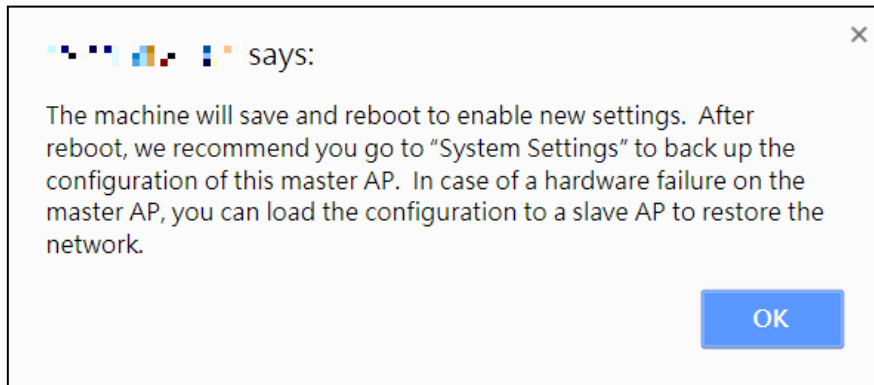 says:
The machine will save and reboot to enable new settings.  After
reboot, we recommend you go to “System Settings” to back up the
configuration of this master AP.  In case of a hardware failure on the
master AP, you can load the configuration to a slave AP to restore the
network.
OK